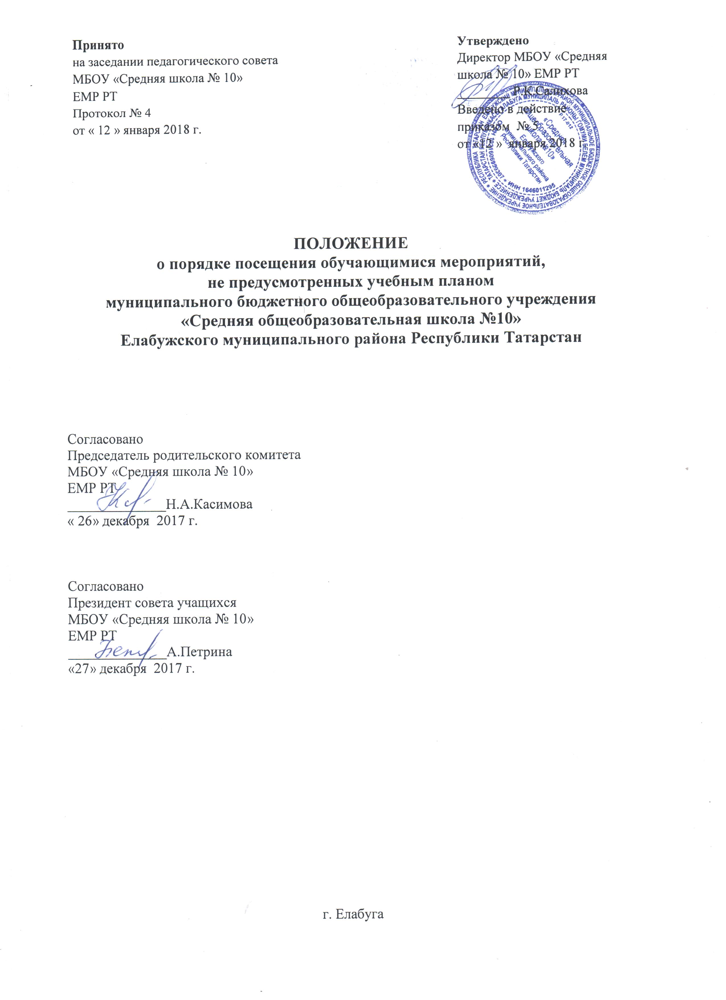 Принято
на заседании педагогического совета
МБОУ «Средняя школа № 10»
ЕМР РТ
Протокол № 4
от « 12 » января 2018 г.
Утверждено
Директор МБОУ «Средняя
школа № 10» ЕМР РТ
________ Р.К.Салихова
Введено в действие
приказом № 5
от «12 » января 2018 г.
«Средняя
общеобразовательная
школа №10»
Елабужского
муниципального района
Республики Татарстан
ИНН 1646011295
ПОЛОЖЕНИЕ
о порядке посещения обучающимися мероприятий,
не предусмотренных учебным планом
муниципального бюджетного общеобразовательного учреждения
«Средняя общеобразовательная школа №10»
Елабужского муниципального района Республики Татарстан
Согласовано
Председатель родительского комитета
МБОУ «Средняя школа № 10»
ЕМР РТ
______________Н.А.Касимова
« 26» декабря 2017 г.
Согласовано
Президент совета учащихся
МБОУ «Средняя школа № 10»
ЕМР РТ
______________А.Петрина
«27» декабря 2017 г.
г. Елабуга